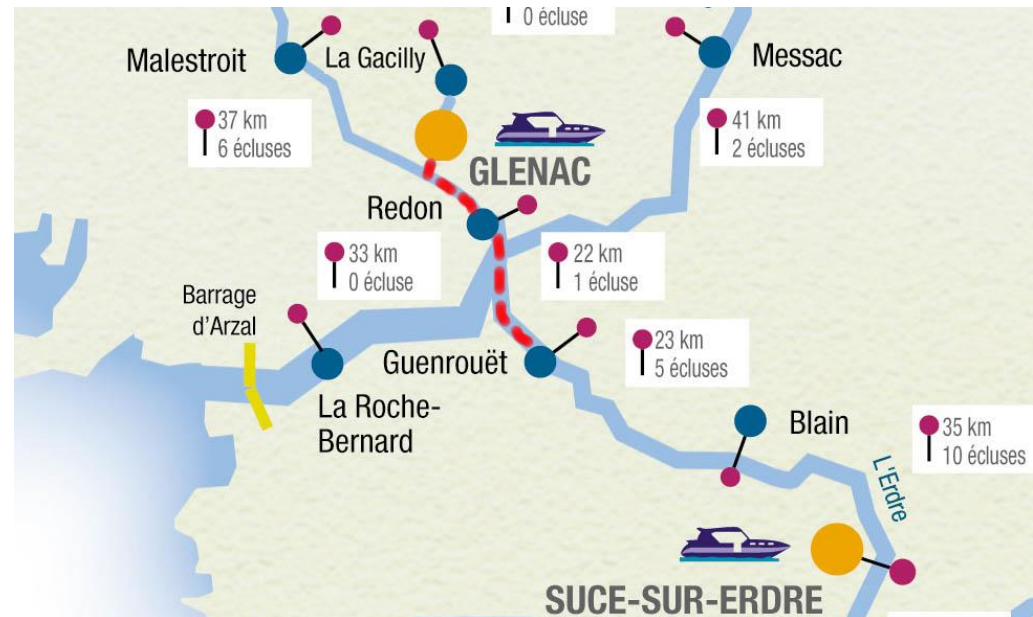 0 écluse
Malestroit
La Gacilly
Messac
37 km
6 écluses
41 km
2 écluses
GLENAC
Redon
33 km
0 écluse
22 km
1 écluse
Barrage
d'Arzal
Guenrouët
23 km
5 écluses
La Roche-
Bernard
Blain
35 km
10 écluses
L'Erdre
SUCE-SUR-ERDRE